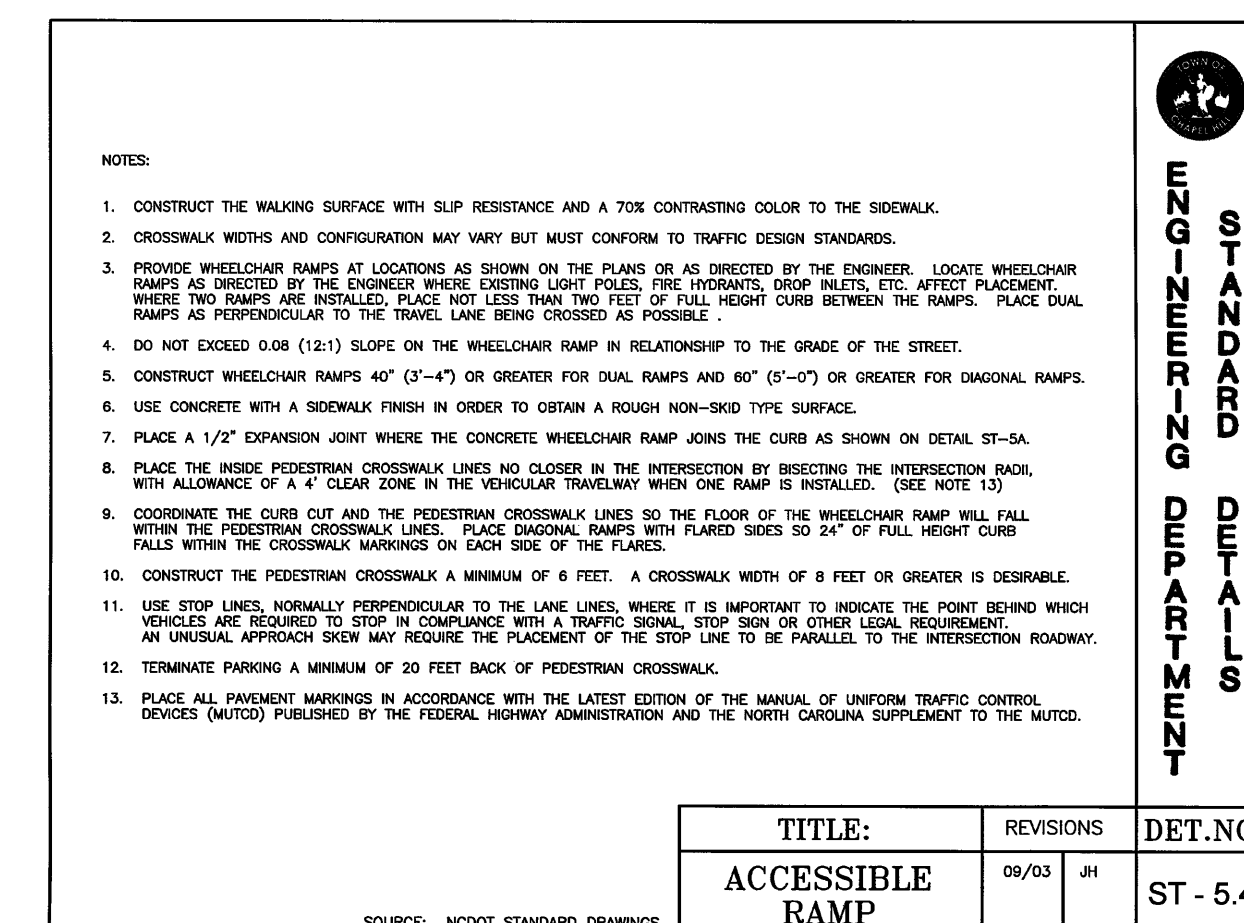 NOTES:
1. CONSTRUCT THE WALKING SURFACE WITH SLIP RESISTANCE AND A 70% CONTRASTING COLOR TO THE SIDEWALK.
2. CROSSWALK WIDTHS AND CONFIGURATION MAY VARY BUT MUST CONFORM TO TRAFFIC DESIGN STANDARDS.
3. PROVIDE WHEELCHAIR RAMPS AT LOCATIONS AS SHOWN ON THE PLANS OR AS DIRECTED BY THE ENGINEER. LOCATE WHEELCHAIR
RAMPS AS DIRECTED BY THE ENGINEER WHERE EXISTING LIGHT POLES, FIRE HYDRANTS, DROP INLETS, ETC. AFFECT PLACEMENT.
WHERE TWO RAMPS ARE INSTALLED, PLACE NOT LESS THAN TWO FEET OF FULL HEIGHT CURB BETWEEN THE RAMPS. PLACE DUAL
RAMPS AS PERPENDICULAR TO THE TRAVEL LANE BEING CROSSED AS POSSIBLE .
4. DO NOT EXCEED 0.08 (12:1) SLOPE ON THE WHEELCHAIR RAMP IN RELATIONSHIP TO THE GRADE OF THE STREET.
5. CONSTRUCT WHEELCHAIR RAMPS 40" (3'-4") OR GREATER FOR DUAL RAMPS AND 60" (5'-0") OR GREATER FOR DIAGONAL RAMPS.
6. USE CONCRETE WITH A SIDEWALK FINISH IN ORDER TO OBTAIN A ROUGH NON-SKID TYPE SURFACE.
7. PLACE A 1/2" EXPANSION JOINT WHERE THE CONCRETE WHEELCHAIR RAMP JOINS THE CURB AS SHOWN ON DETAIL ST-5A.
8. PLACE THE INSIDE PEDESTRIAN CROSSWALK LINES NO CLOSER IN THE INTERSECTION BY BISECTING THE INTERSECTION RADII,
WITH ALLOWANCE OF A 4' CLEAR ZONE IN THE VEHICULAR TRAVELWAY WHEN ONE RAMP IS INSTALLED. (SEE NOTE 13)
9. COORDINATE THE CURB CUT AND THE PEDESTRIAN CROSSWALK LINES SO THE FLOOR OF THE WHEELCHAIR RAMP WILL FALL
WITHIN THE PEDESTRIAN CROSSWALK LINES. PLACE DIAGONAL RAMPS WITH FLARED SIDES SO 24" OF FULL HEIGHT CURB
FALLS WITHIN THE CROSSWALK MARKINGS ON EACH SIDE OF THE FLARES.
10. CONSTRUCT THE PEDESTRIAN CROSSWALK A MINIMUM OF 6 FEET. A CROSSWALK WIDTH OF 8 FEET OR GREATER IS DESIRABLE.
11. USE STOP LINES, NORMALLY PERPENDICULAR TO THE LANE LINES, WHERE IT IS IMPORTANT TO INDICATE THE POINT BEHIND WHICH
VEHICLES ARE REQUIRED TO STOP IN COMPLIANCE WITH A TRAFFIC SIGNAL, STOP SIGN OR OTHER LEGAL REQUIREMENT.
AN UNUSUAL APPROACH SKEW MAY REQUIRE THE PLACEMENT OF THE STOP LINE TO BE PARALLEL TO THE INTERSECTION ROADWAY.
12. TERMINATE PARKING A MINIMUM OF 20 FEET BACK OF PEDESTRIAN CROSSWALK.
13. PLACE ALL PAVEMENT MARKINGS IN ACCORDANCE WITH THE LATEST EDITION OF THE MANUAL OF UNIFORM TRAFFIC CONTROL
DEVICES (MUTCD) PUBLISHED BY THE FEDERAL HIGHWAY ADMINISTRATION AND THE NORTH CAROLINA SUPPLEMENT TO THE MUTCD.
SOURCE: NCDOT STANDARD DRAWINGS
TOWN OF
CHAPEL HILL
ENGINEERING DEPARTMENT
STANDARD DETAILS
TITLE:
ACCESSIBLE
RAMP
REVISIONS
09/03 JH
DET.NO
ST - 5.4